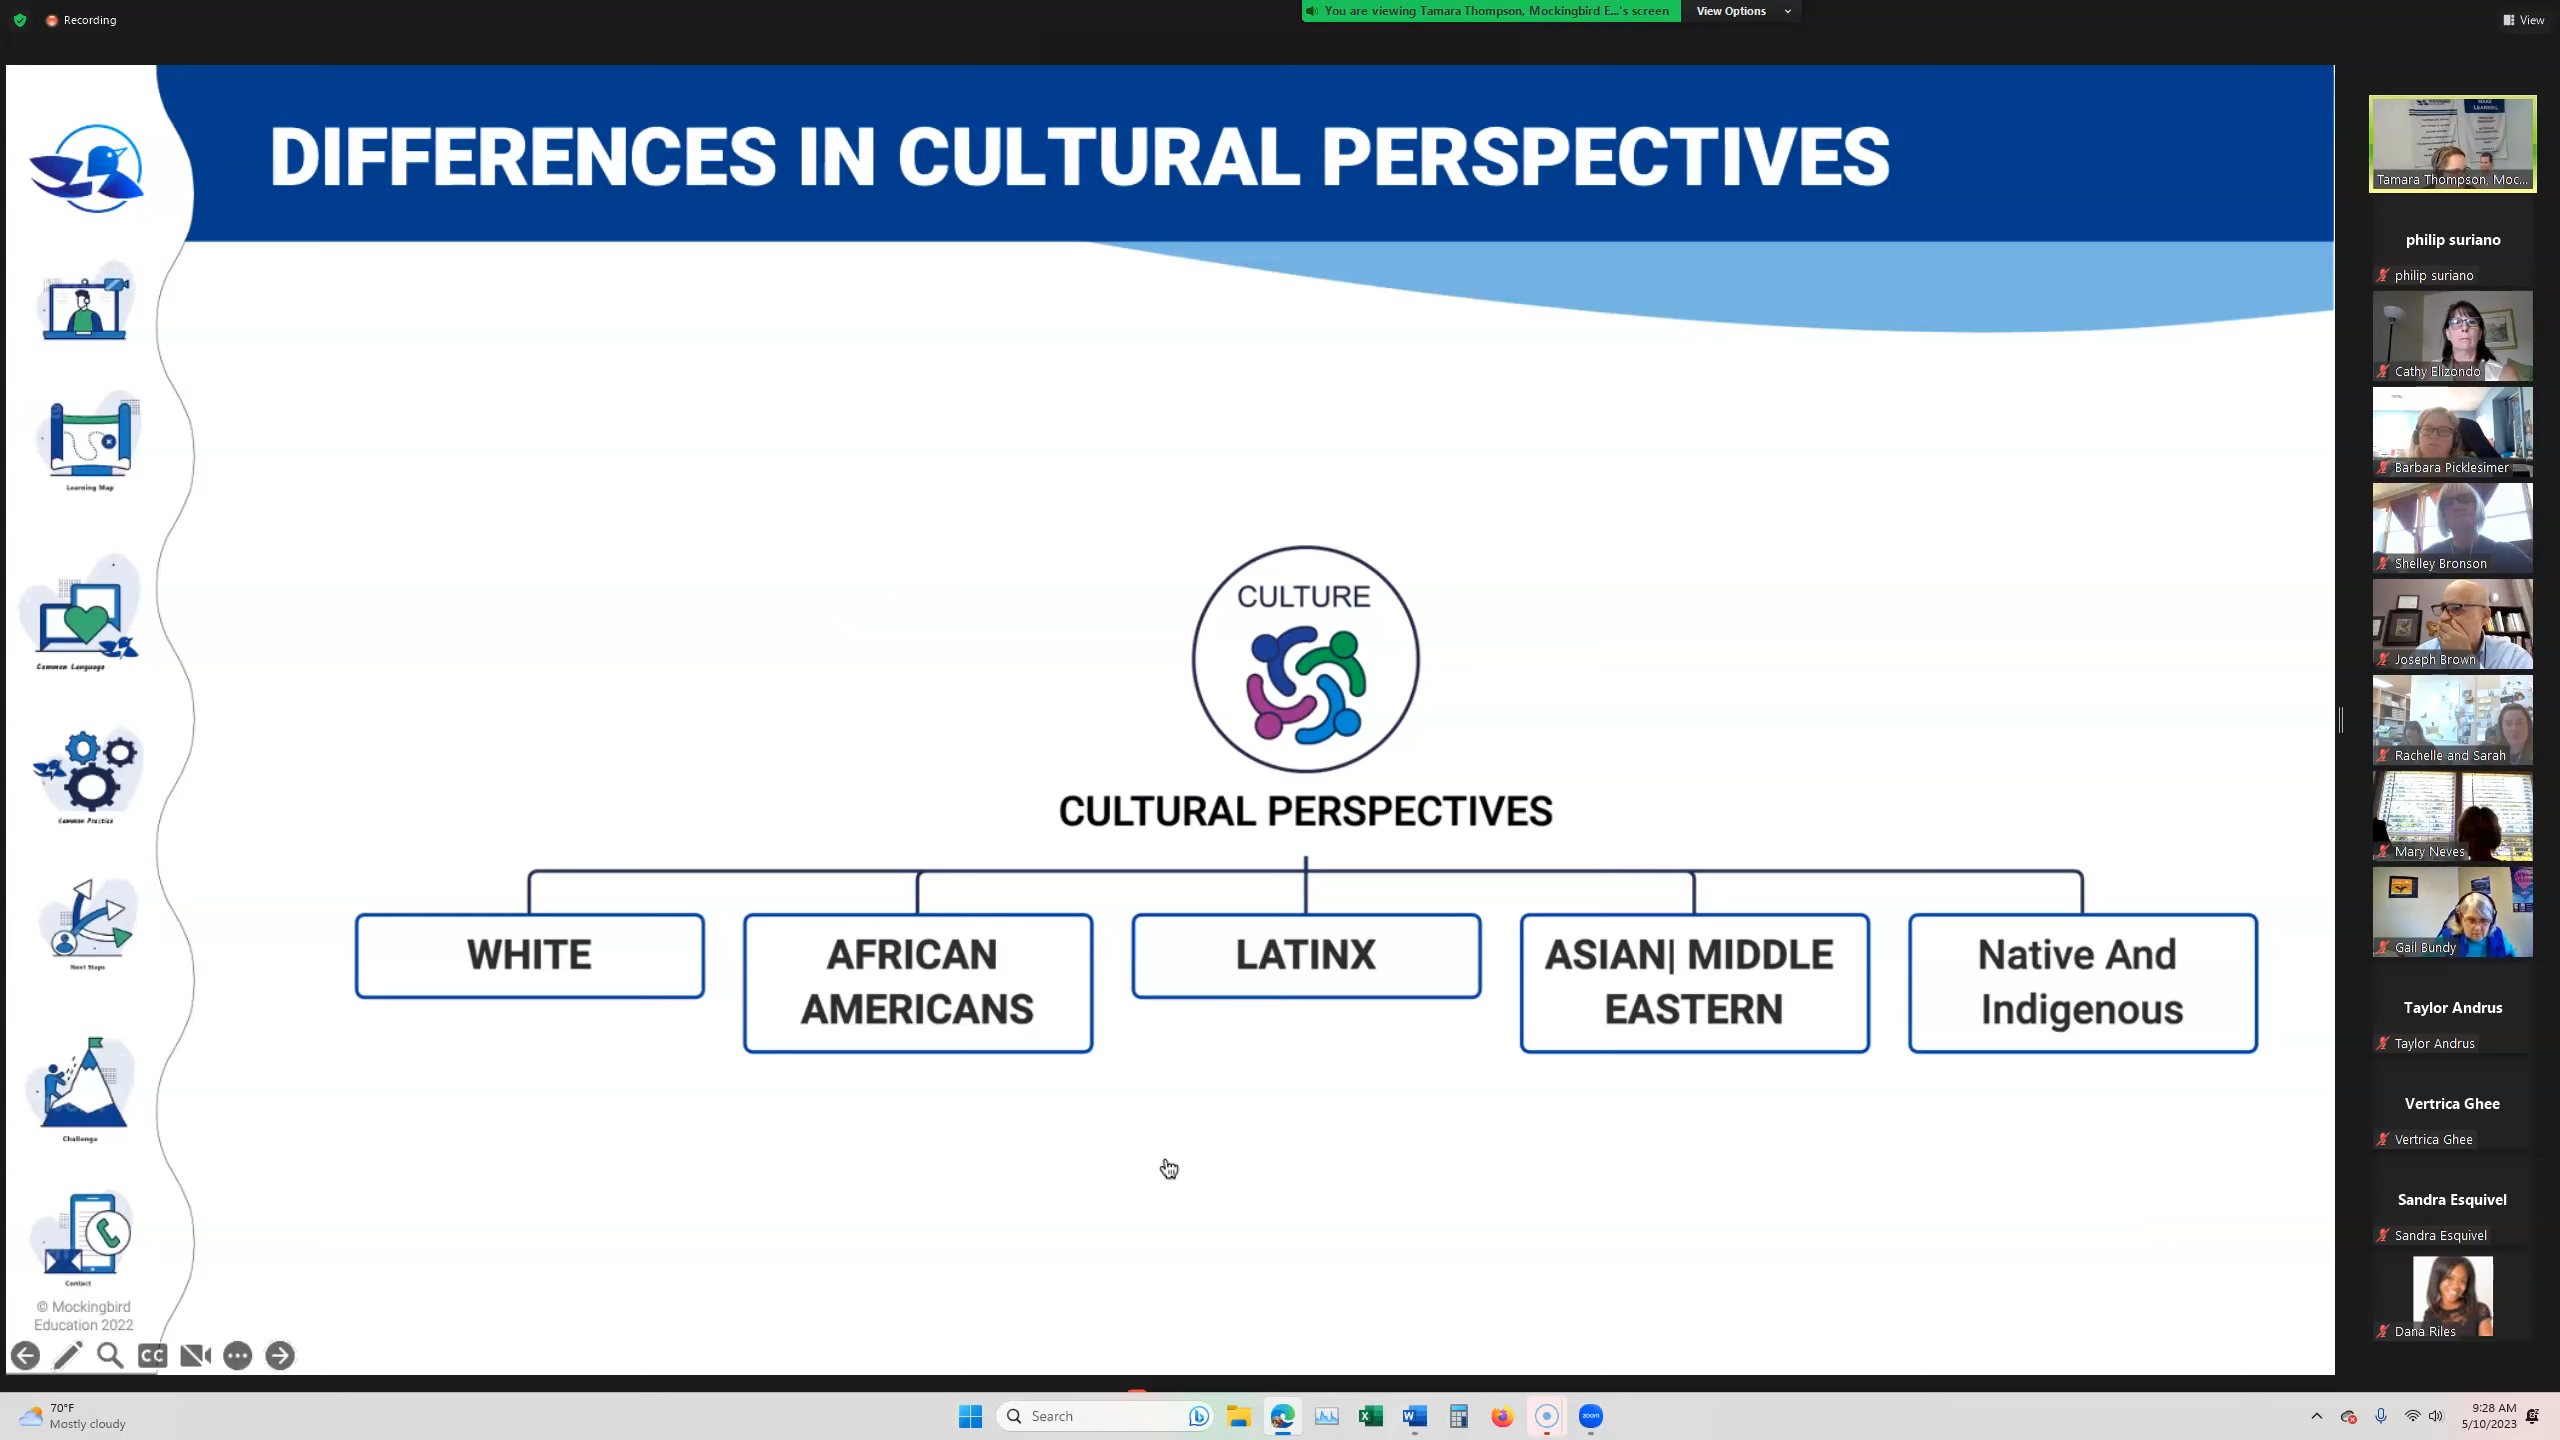 Recording
You are viewing Tamara Thompson, Mockingbird E...'s screen
View Options
View
DIFFERENCES IN CULTURAL PERSPECTIVES
Learning Map
Common Language
Common Practice
Next Steps
Challenge
Contact
© Mockingbird
Education 2022
CC
CULTURE
CULTURAL PERSPECTIVES
WHITE
AFRICAN
AMERICANS
LATINX
ASIAN| MIDDLE
EASTERN
Native And
Indigenous
Tamara Thompson, Moc...
philip suriano
philip suriano
Cathy Elizondo
Barbara Picklesimer
Shelley Bronson
Joseph Brown
Rachelle and Sarah
Mary Neves
Gail Bundy
Taylor Andrus
Taylor Andrus
Vertrica Ghee
Vertrica Ghee
Sandra Esquivel
Sandra Esquivel
Dana Riles
70°F
Mostly cloudy
Search
zoom
9:28 AM
5/10/2023